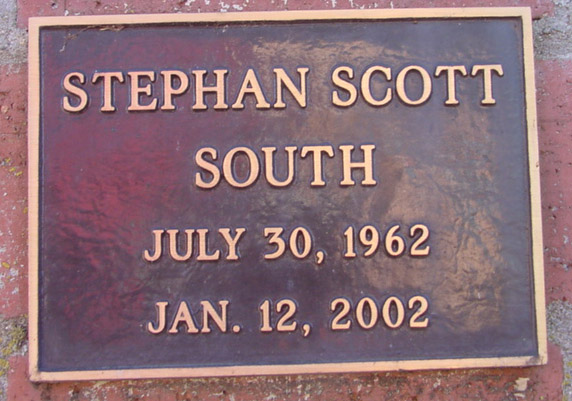 STEPHAN SCOTT
SOUTH
JULY 30, 1962
JAN. 12, 2002